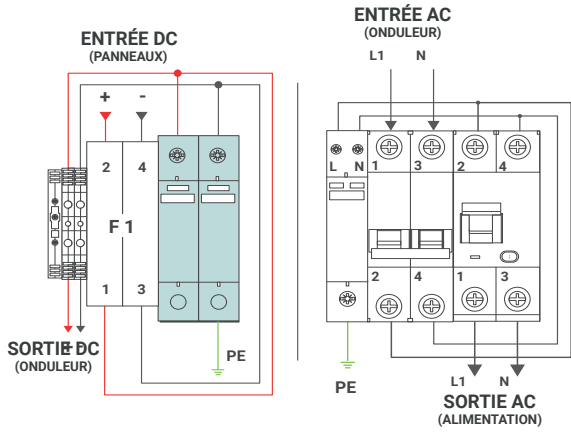 ENTRÉE DC
(PANNEAUX)
+ -
2 4
F 1
1 3
SORTIE DC
+ -
(ONDULEUR)
PE
ENTRÉE AC
(ONDULEUR)
L1 N
L N 1 3 2 4
2 4 1 3
PE
L1 N
SORTIE AC
(ALIMENTATION)